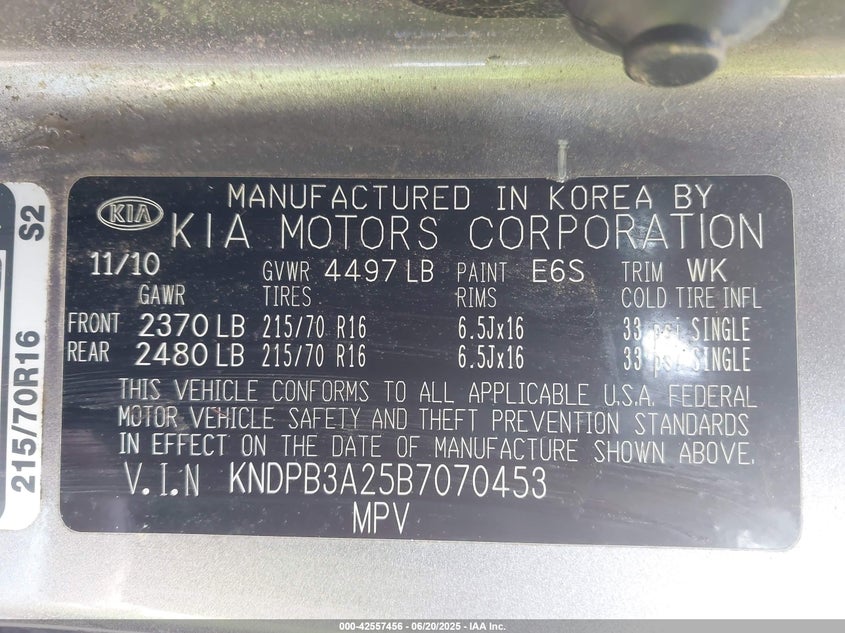 MANUFACTURED IN KOREA BY
KIA KIA MOTORS CORPORATION
11/10 GVWR 4497 LB PAINT E6S TRIM WK
GAWR TIRES RIMS COLD TIRE INFL
FRONT 2370 LB 215/70 R16 6.5Jx16 33 psi SINGLE
REAR 2480 LB 215/70 R16 6.5Jx16 33 psi SINGLE
THIS VEHICLE CONFORMS TO ALL APPLICABLE U.S.A. FEDERAL
MOTOR VEHICLE SAFETY AND THEFT PREVENTION STANDARDS
IN EFFECT ON THE DATE OF MANUFACTURE SHOWN ABOVE.
V.I.N KNDPB3A25B7070453
MPV
215/70R16 S2
000-42557456 - 06/20/2025 - IAA Inc.